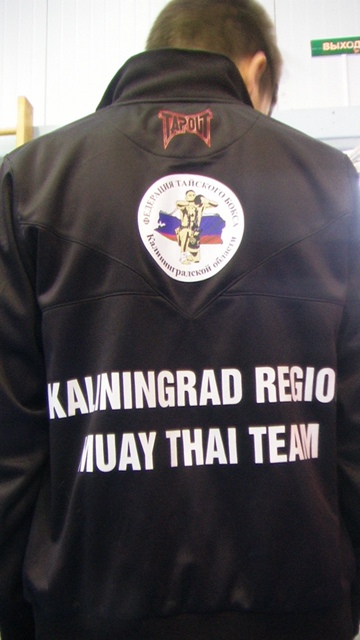 ВЫХОД
TAPOUT
ФЕДЕРАЦИЯ ТАЙСКОГО БОКСА
Калининградской области
KALININGRAD REGIO
MUAY THAI TEAM